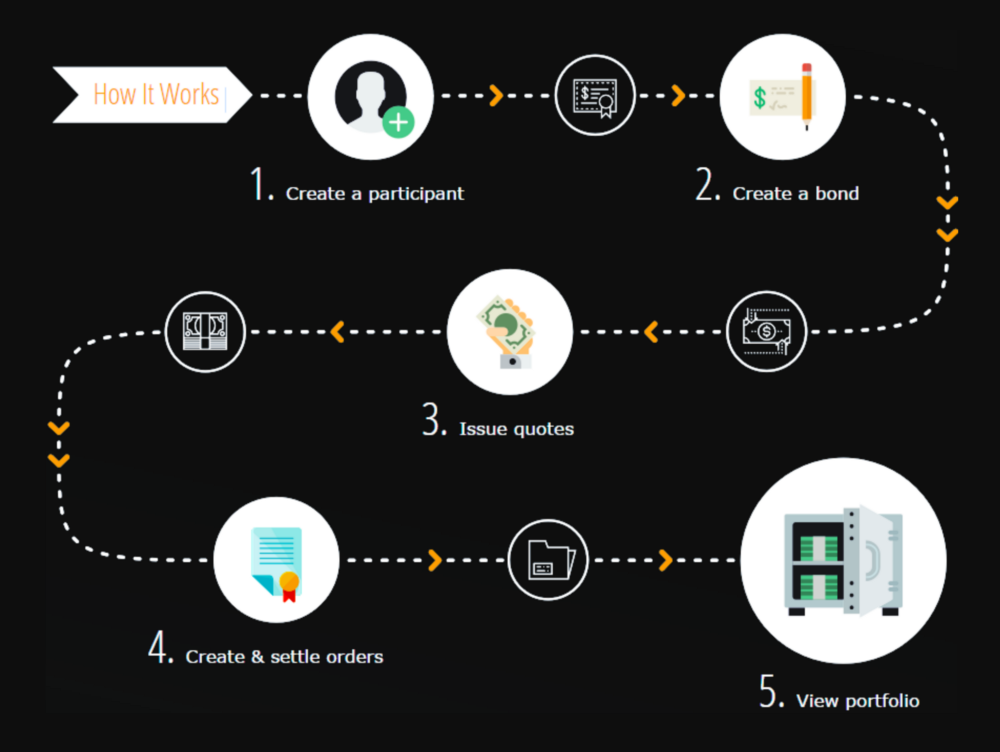 How It Works
1. Create a participant
2. Create a bond
3. Issue quotes
4. Create & settle orders
5. View portfolio